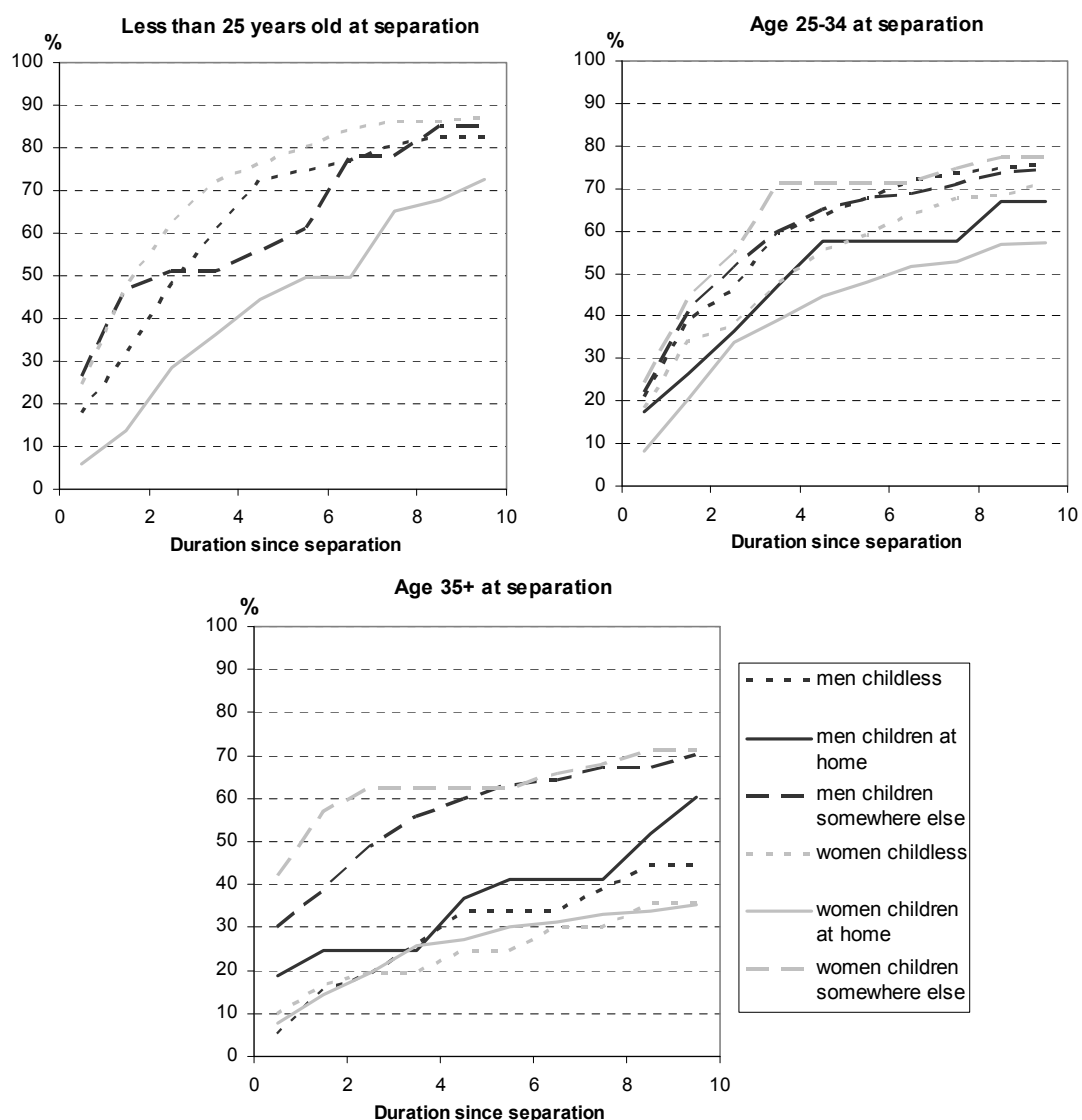 Less than 25 years old at separation
%
100
90
80
70
60
50
40
30
20
10
0
0 2 4 6 8 10
Duration since separation
Age 25-34 at separation
%
100
90
80
70
60
50
40
30
20
10
0
0 2 4 6 8 10
Duration since separation
Age 35+ at separation
%
100
90
80
70
60
50
40
30
20
10
0
0 2 4 6 8 10
Duration since separation
men childless
men children at
home
men children
somewhere else
women childless
women children
at home
women children
somewhere else